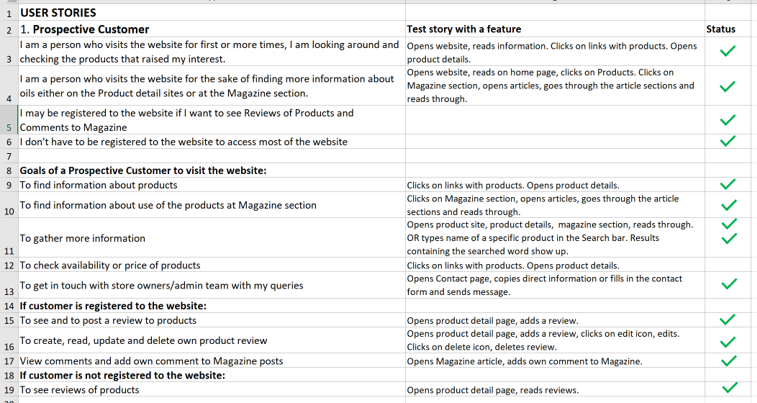 1 USER STORIES
2 1. Prospective Customer Test story with a feature Status
I am a person who visits the website for first or more times, I am looking around and
3 checking the products that raised my interest.
Opens website, reads information. Clicks on links with products. Opens
product details.
I am a person who visits the website for the sake of finding more information about
4 oils either on the Product detail sites or at the Magazine section.
Opens website, reads on home page, clicks on Products. Clicks on
Magazine section, opens articles, goes through the article sections and
reads through.
I may be registered to the website if I want to see Reviews of Products and
5 Comments to Magazine
6 I don't have to be registered to the website to access most of the website
7
8 Goals of a Prospective Customer to visit the website:
9 To find information about products Clicks on links with products. Opens product details.
10 To find information about use of the products at Magazine section
Clicks on Magazine section, opens articles, goes through the article
sections and reads through.
11 To gather more information
Opens product site, product details, magazine section, reads through.
OR types name of a specific product in the Search bar. Results
containing the searched word show up.
12 To check availability or price of products Clicks on links with products. Opens product details.
13 To get in touch with store owners/admin team with my queries
Opens Contact page, copies direct information or fills in the contact
form and sends message.
14 If customer is registered to the website:
15 To see and to post a review to products Opens product detail page, adds a review.
16 To create, read, update and delete own product review
Opens product detail page, adds a review, clicks on edit icon, edits.
Clicks on delete icon, deletes review.
17 View comments and add own comment to Magazine posts Opens Magazine article, adds own comment to Magazine.
18 If customer is not registered to the website:
19 To see reviews of products Opens product detail page, reads reviews.